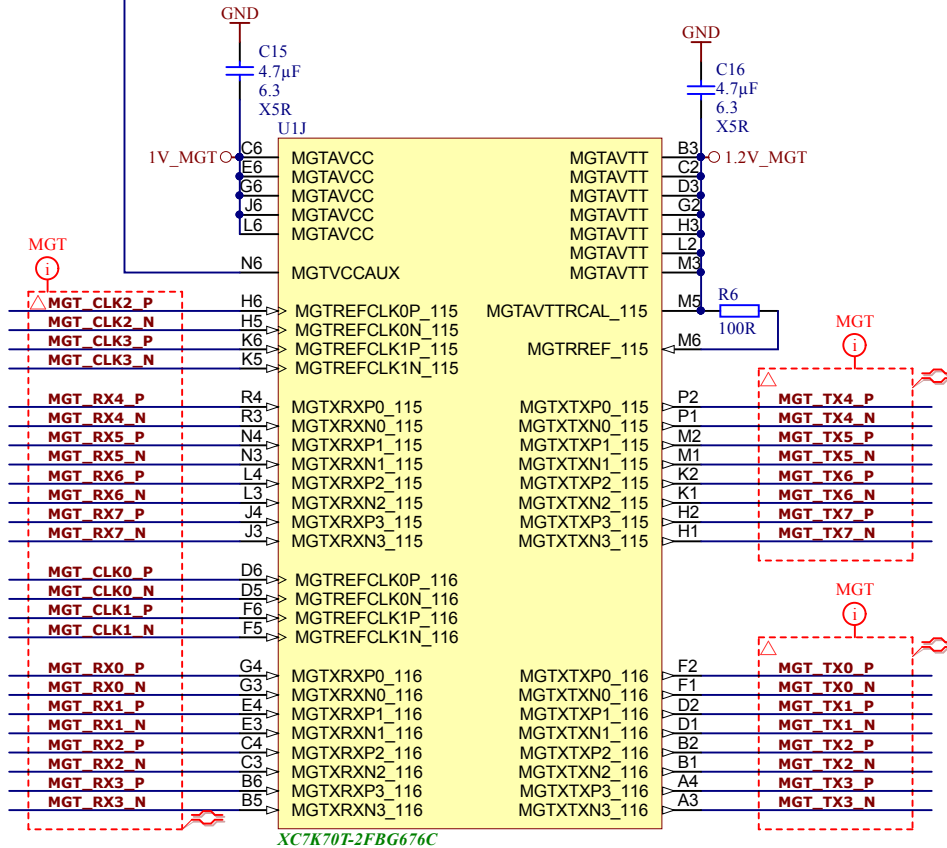 GND
C15
4.7µF
6.3
X5R
GND
C16
4.7µF
6.3
X5R
U1J
1V_MGT C6 MGTAVCC MGTAVTT B3 1.2V_MGT
E6 MGTAVCC MGTAVTT C2
G6 MGTAVCC MGTAVTT D3
J6 MGTAVCC MGTAVTT G2
L6 MGTAVCC MGTAVTT H3
MGTAVTT L2
N6 MGTVCCAUX MGTAVTT M3
MGT
i
MGT_CLK2_P H6 MGTREFCLK0P_115 MGTAVTTRCAL_115 M5 R6
MGT_CLK2_N H5 MGTREFCLK0N_115 100R
MGT_CLK3_P K6 MGTREFCLK1P_115 MGTRREF_115 M6
MGT_CLK3_N K5 MGTREFCLK1N_115
MGT
i
MGT_RX4_P R4 MGTXRXP0_115 MGTXTXP0_115 P2 MGT_TX4_P
MGT_RX4_N R3 MGTXRXN0_115 MGTXTXN0_115 P1 MGT_TX4_N
MGT_RX5_P N4 MGTXRXP1_115 MGTXTXP1_115 M2 MGT_TX5_P
MGT_RX5_N N3 MGTXRXN1_115 MGTXTXN1_115 M1 MGT_TX5_N
MGT_RX6_P L4 MGTXRXP2_115 MGTXTXP2_115 K2 MGT_TX6_P
MGT_RX6_N L3 MGTXRXN2_115 MGTXTXN2_115 K1 MGT_TX6_N
MGT_RX7_P J4 MGTXRXP3_115 MGTXTXP3_115 H2 MGT_TX7_P
MGT_RX7_N J3 MGTXRXN3_115 MGTXTXN3_115 H1 MGT_TX7_N
MGT_CLK0_P D6 MGTREFCLK0P_116
MGT_CLK0_N D5 MGTREFCLK0N_116
MGT_CLK1_P F6 MGTREFCLK1P_116
MGT_CLK1_N F5 MGTREFCLK1N_116
MGT
i
MGT_RX0_P G4 MGTXRXP0_116 MGTXTXP0_116 F2 MGT_TX0_P
MGT_RX0_N G3 MGTXRXN0_116 MGTXTXN0_116 F1 MGT_TX0_N
MGT_RX1_P E4 MGTXRXP1_116 MGTXTXP1_116 D2 MGT_TX1_P
MGT_RX1_N E3 MGTXRXN1_116 MGTXTXN1_116 D1 MGT_TX1_N
MGT_RX2_P C4 MGTXRXP2_116 MGTXTXP2_116 B2 MGT_TX2_P
MGT_RX2_N C3 MGTXRXN2_116 MGTXTXN2_116 B1 MGT_TX2_N
MGT_RX3_P B6 MGTXRXP3_116 MGTXTXP3_116 A4 MGT_TX3_P
MGT_RX3_N B5 MGTXRXN3_116 MGTXTXN3_116 A3 MGT_TX3_N
XC7K70T-2FBG676C